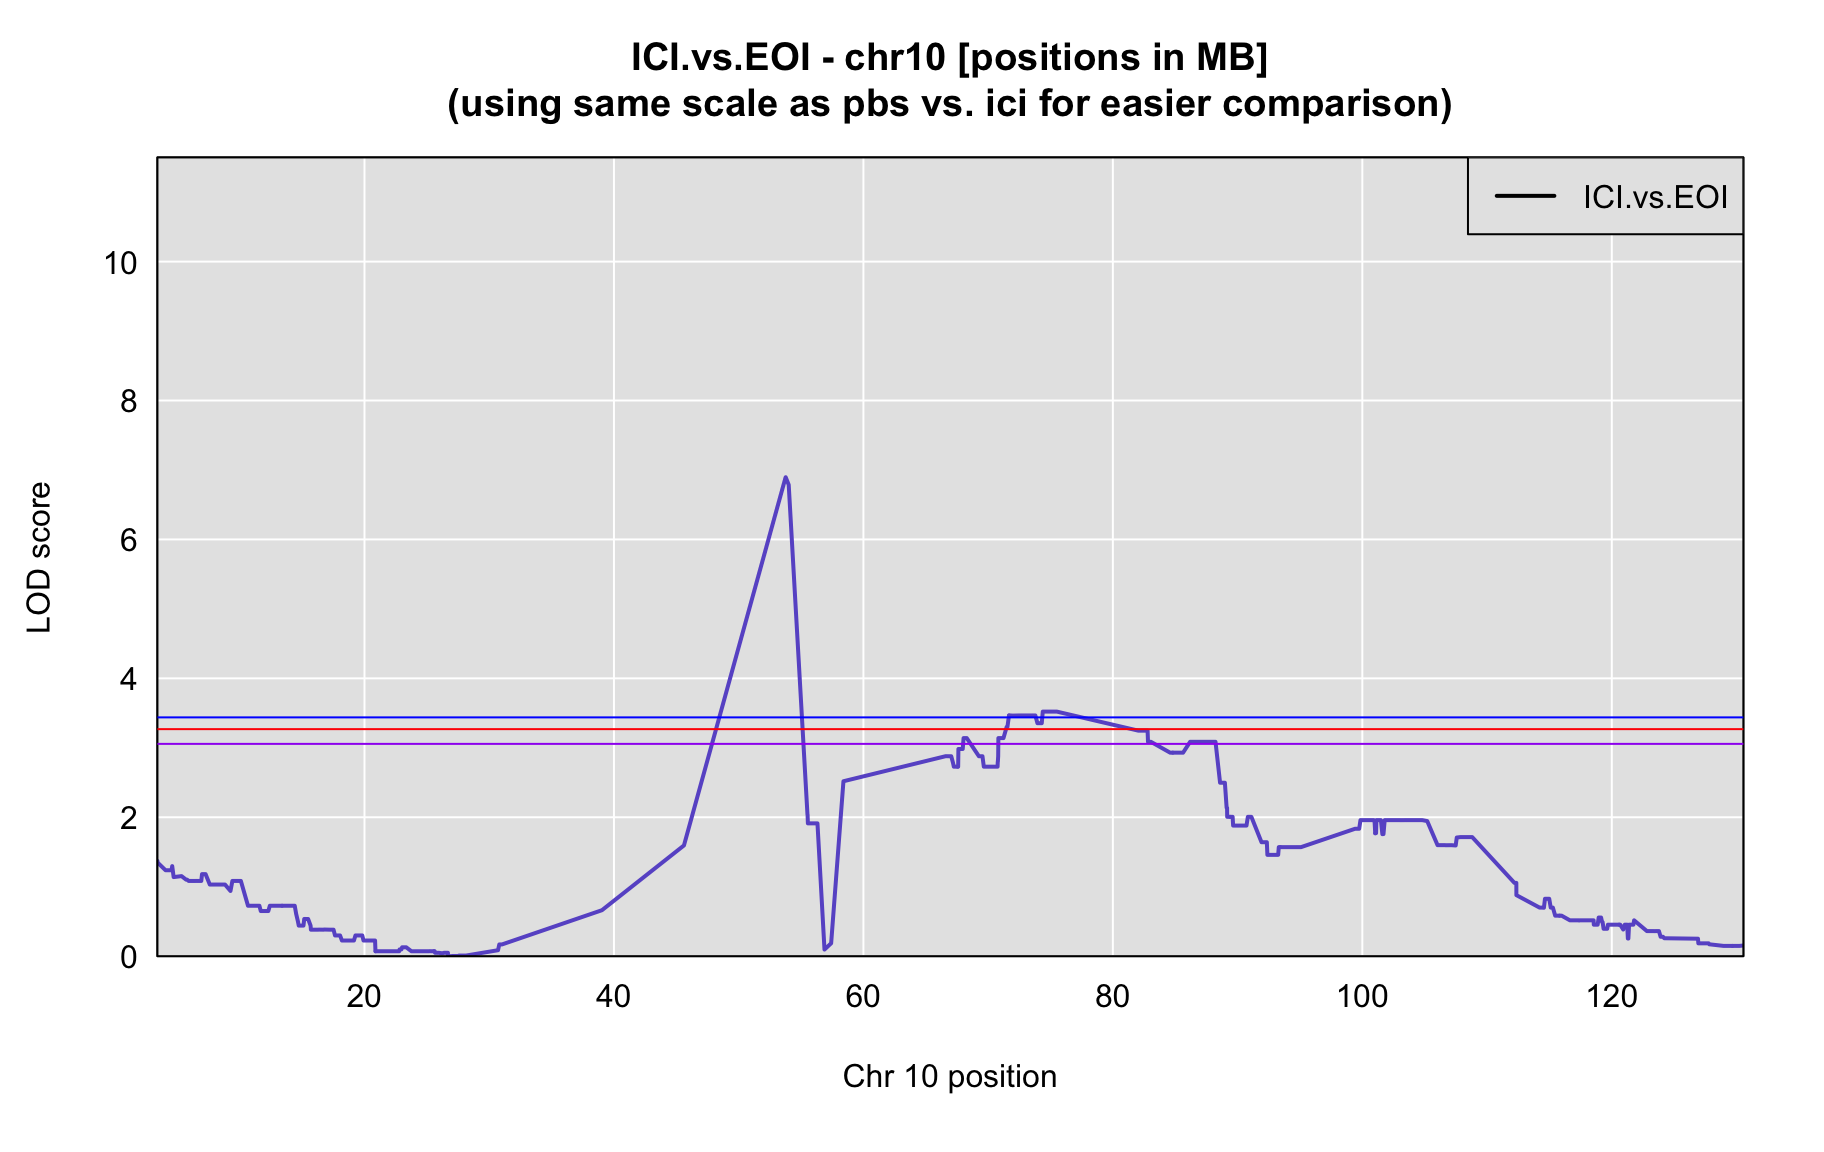 ICI.vs.EOI - chr10 [positions in MB]
(using same scale as pbs vs. ici for easier comparison)
ICI.vs.EOI
10
8
6
4
2
0
LOD score
20 40 60 80 100 120
Chr 10 position